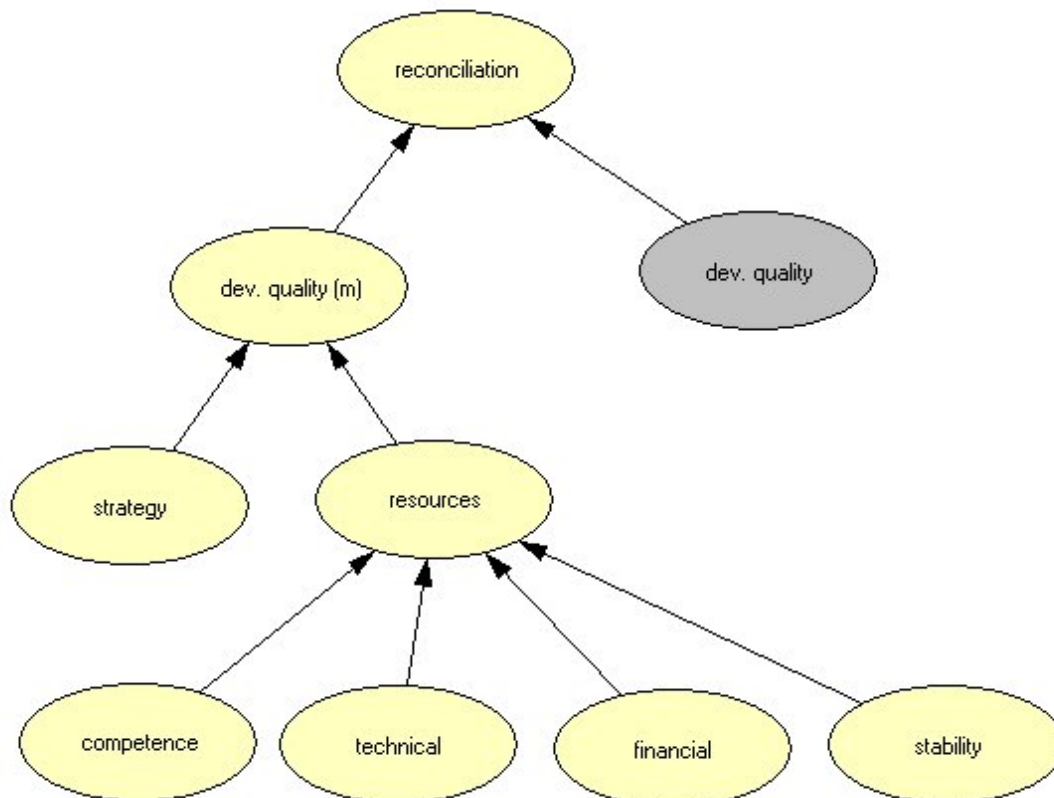 reconciliation
dev. quality (m)
dev. quality
strategy
resources
competence
technical
financial
stability